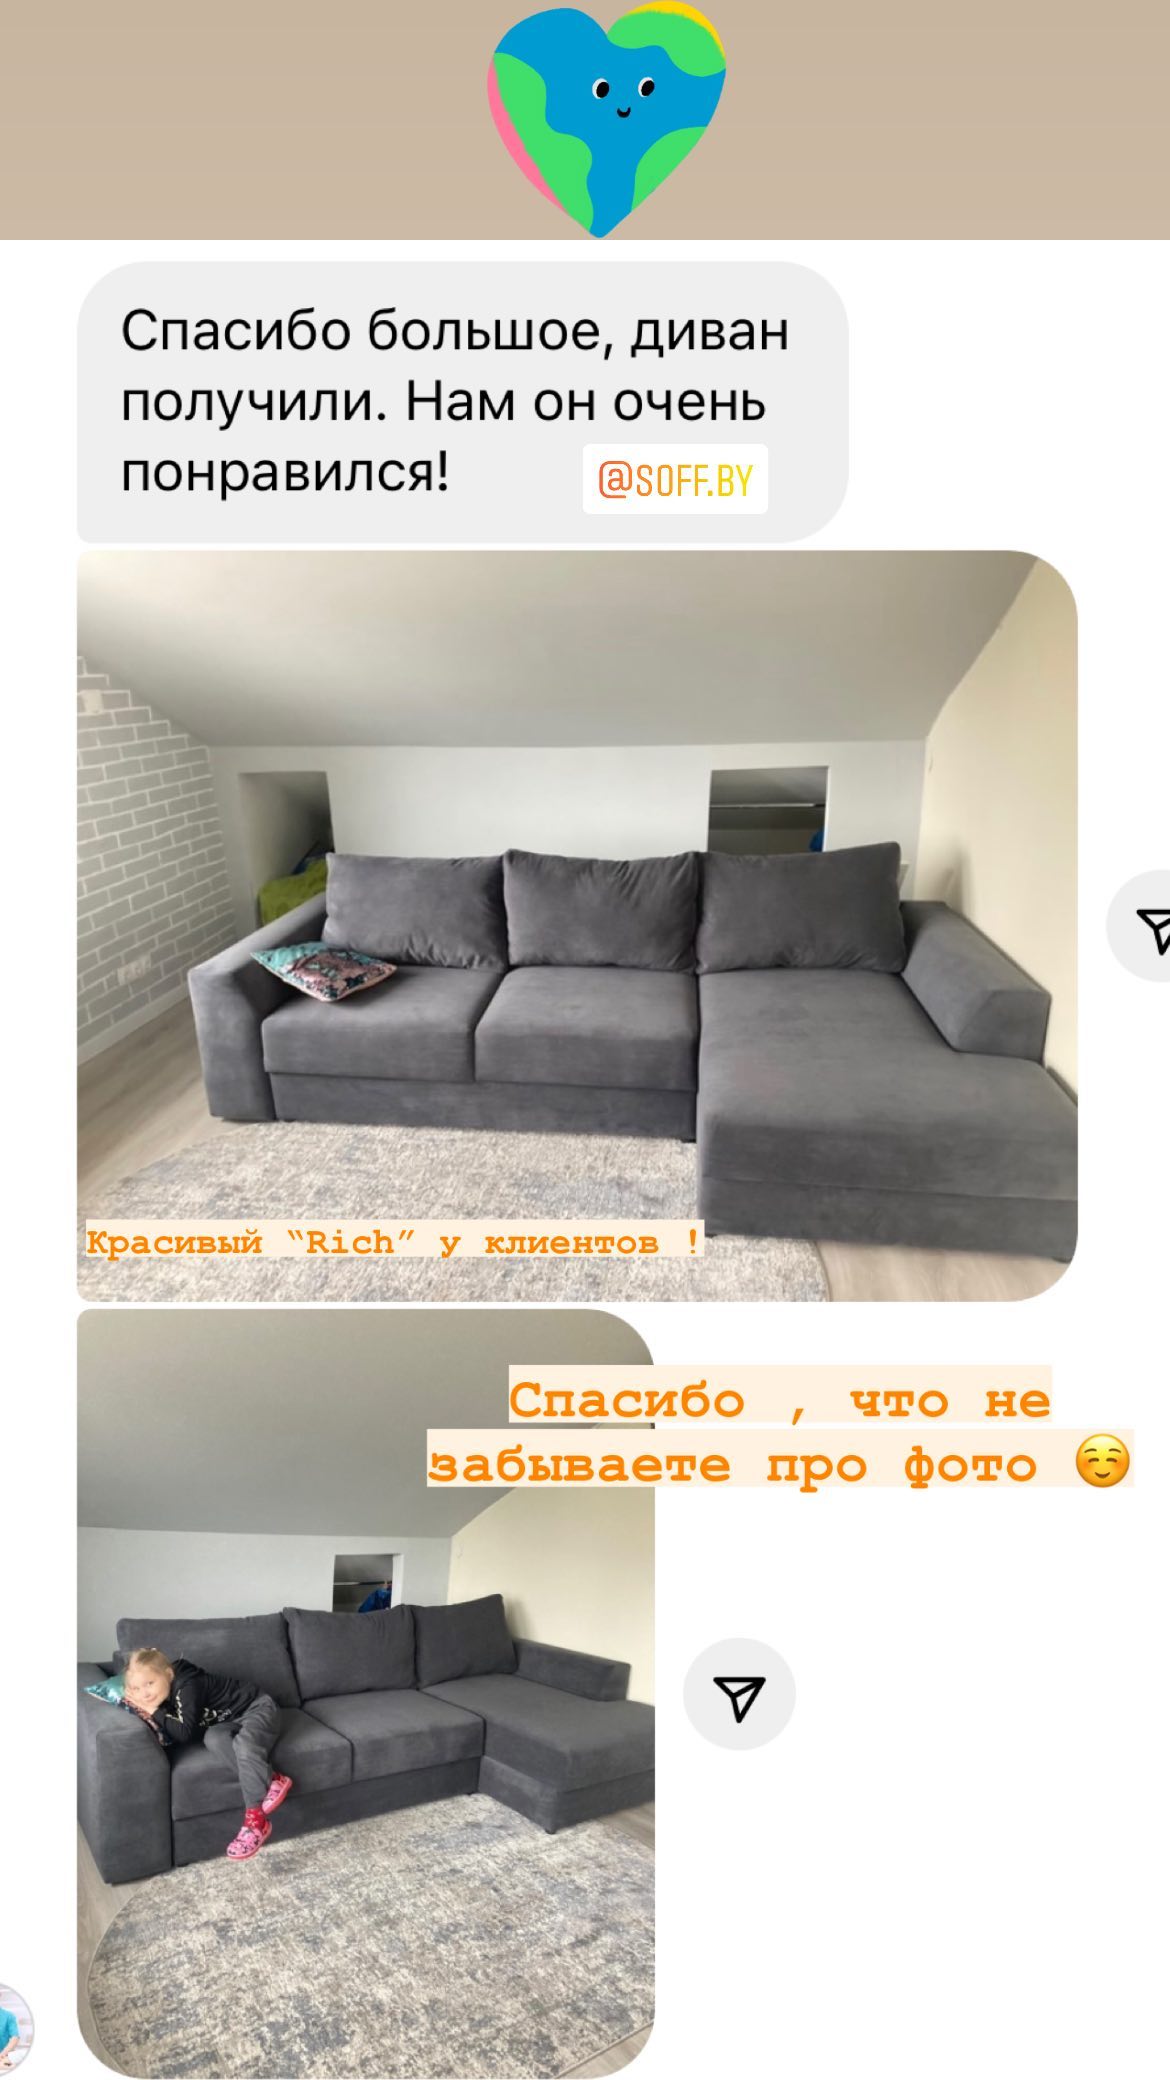 Спасибо большое, диван
получили. Нам он очень
понравился!
@SOFF.BY
Красивый “Rich” у клиентов !
Спасибо , что не
забываете про фото ☺️